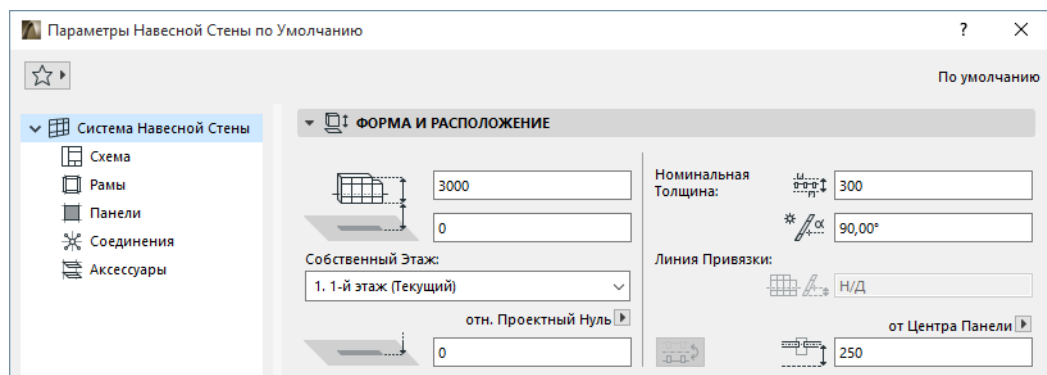 Параметры Навесной Стены по Умолчанию
?
По умолчанию
Система Навесной Стены
Схема
Рамы
Панели
Соединения
Аксессуары
ФОРМА И РАСПОЛОЖЕНИЕ
3000
0
Собственный Этаж:
1. 1-й этаж (Текущий)
отн. Проектный Нуль
0
Номинальная
Толщина:
300
α
90,00°
Линия Привязки:
Н/Д
от Центра Панели
250